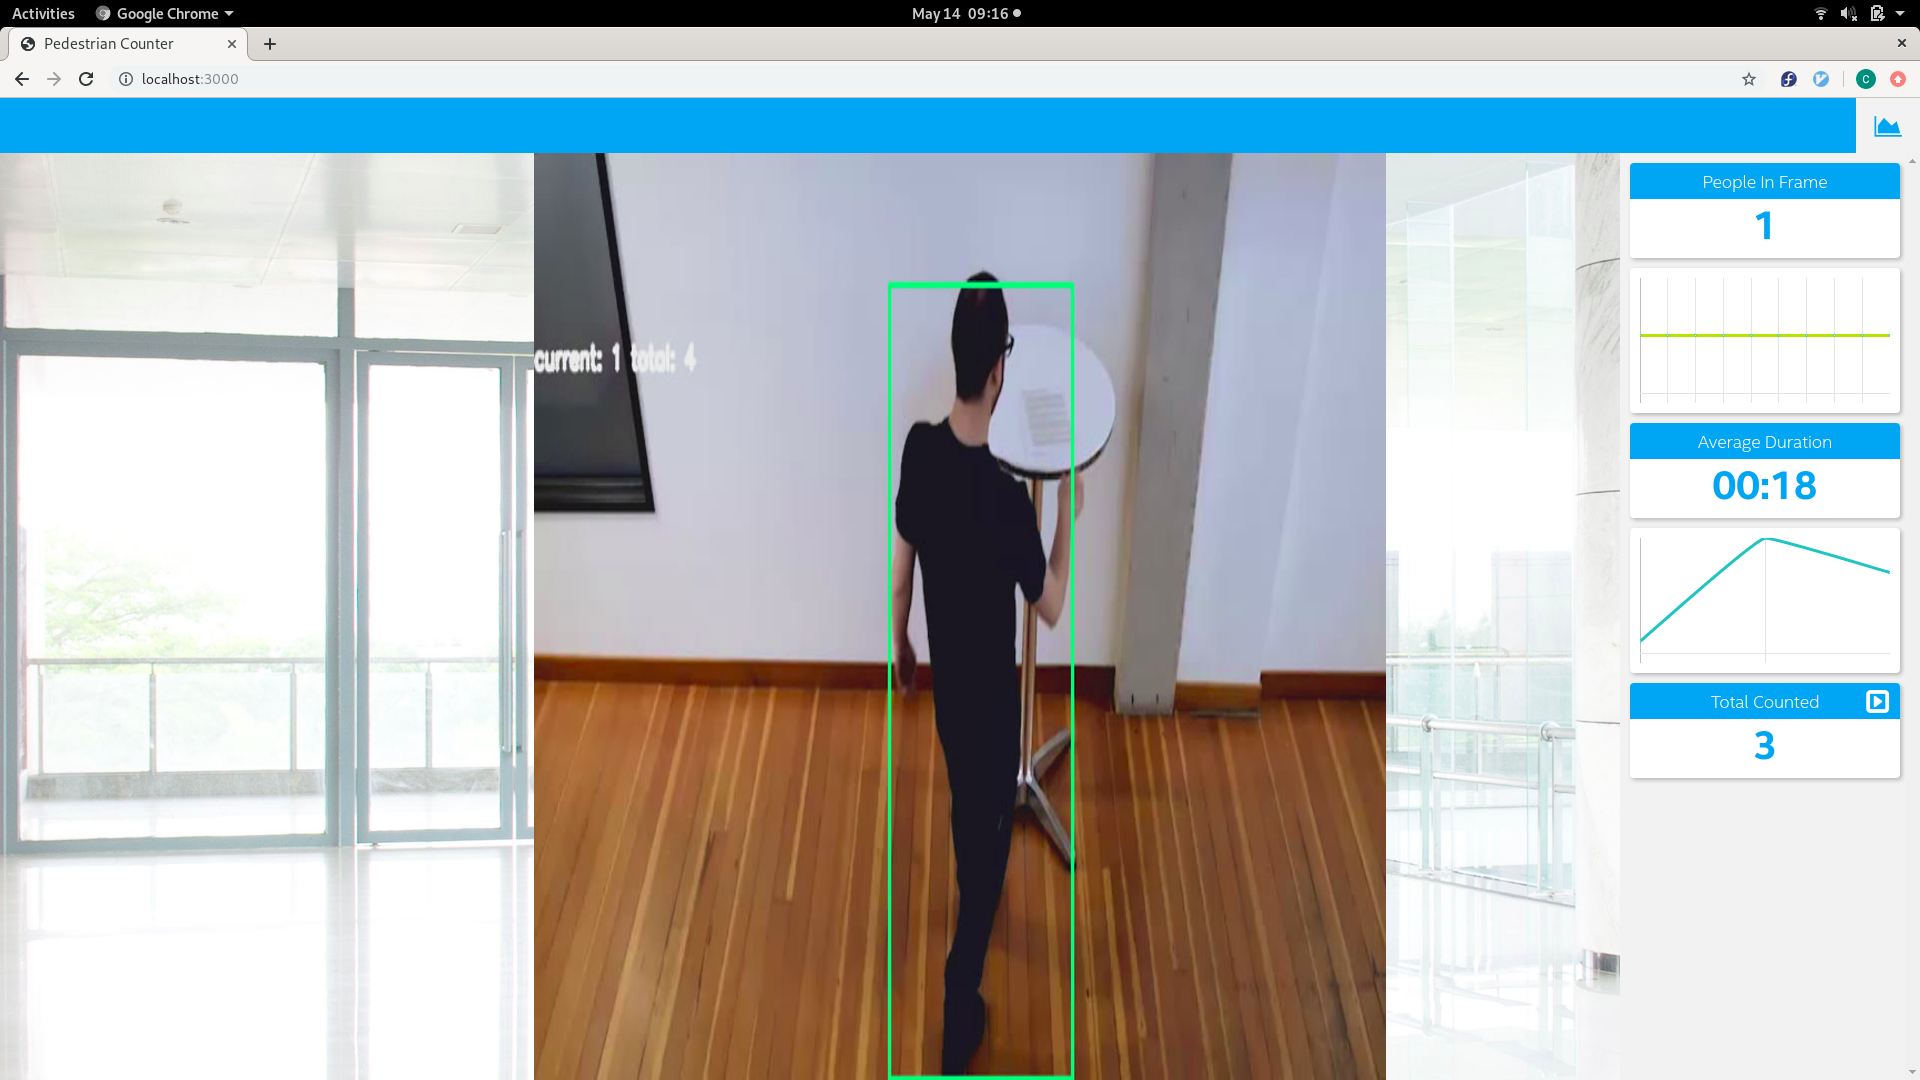 Activities
Google Chrome
May 14 09:16
Pedestrian Counter
localhost:3000
C
People In Frame
1
current: 1 total: 4
Average Duration
00:18
Total Counted
3